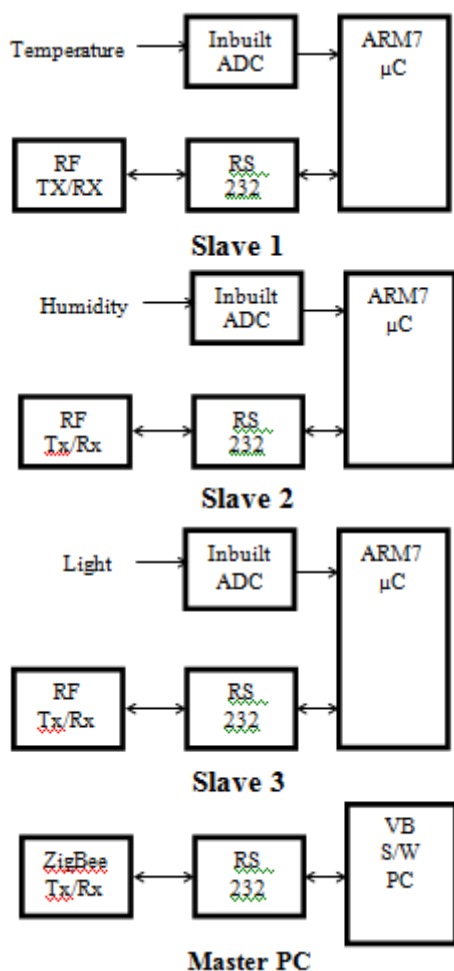 Temperature
Inbuilt
ADC
ARM7
μC
RF
TX/RX
RS
232
Slave 1
Humidity
Inbuilt
ADC
ARM7
μC
RF
Tx/Rx
RS
232
Slave 2
Light
Inbuilt
ADC
ARM7
μC
RF
Tx/Rx
RS
232
Slave 3
ZigBee
Tx/Rx
RS
232
VB
S/W
PC
Master PC